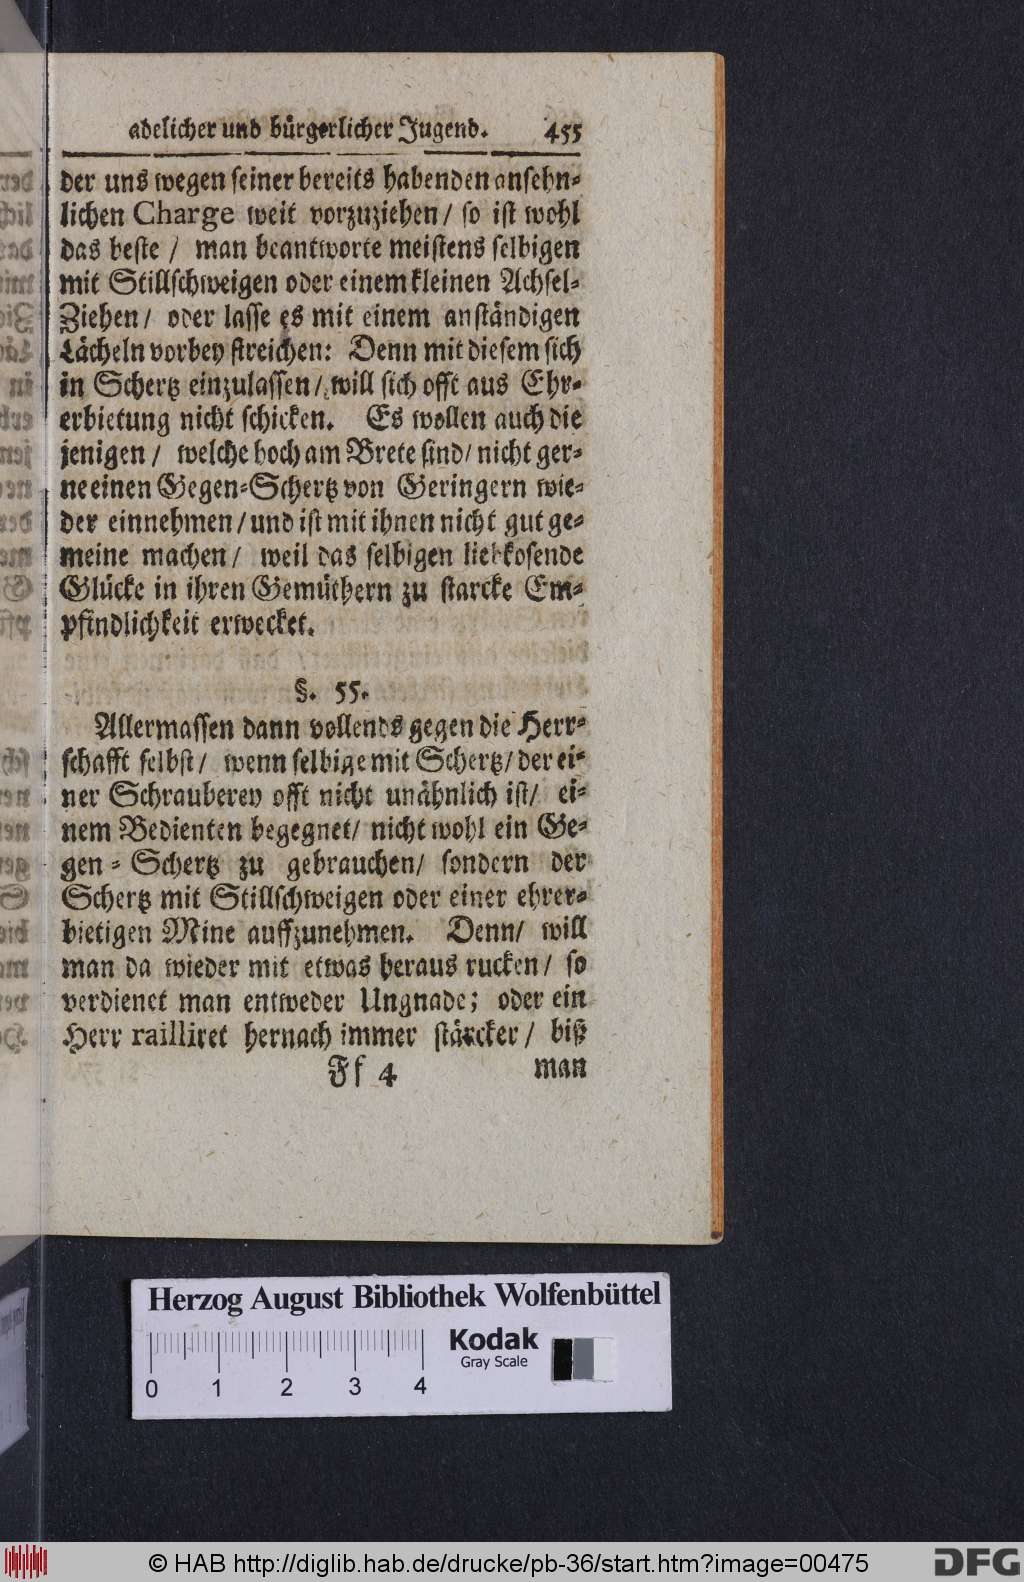 adelicher und bürgerlicher Jugend. 455
der uns wegen seiner bereits habenden ansehn-
lichen Charge weit vorzuziehen / so ist wohl
das beste / man beantworte meistens selbigen
mit Stillschweigen oder einem kleinen Achsel-
Ziehen / oder lasse es mit einem anständigen
Lächeln vorbey streichen: Denn mit diesem sich
in Schertz einzulassen / will sich offt aus Ehr-
erbietung nicht schicken. Es wollen auch die
jenigen / welche hoch am Brete sind / nicht ger-
ne einen Gegen-Schertz von Geringern wie-
der einnehmen / und ist mit ihnen nicht gut ge-
meine machen / weil das selbigen liebkosende
Glücke in ihren Gemüthern zu starcke Em-
pfindlichkeit erwecket.
§. 55.
Allermassen dann vollends gegen die Herr-
schafft selbst / wenn selbige mit Schertz / der ei-
ner Schrauberey offt nicht unähnlich ist / ei-
nem Bedienten begegnet / nicht wohl ein Ge-
gen-Schertz zu gebrauchen / sondern der
Schertz mit Stillschweigen oder einer ehrer-
bietigen Mine auffzunehmen. Denn / will
man da wieder mit etwas heraus rucken / so
verdienet man entweder Ungnade; oder ein
Herr railliret hernach immer stärcker / biß
Ff 4 man
Herzog August Bibliothek Wolfenbüttel
Kodak
Gray Scale
0 1 2 3 4
© HAB http://diglib.hab.de/drucke/pb-36/start.htm?image=00475
DFG